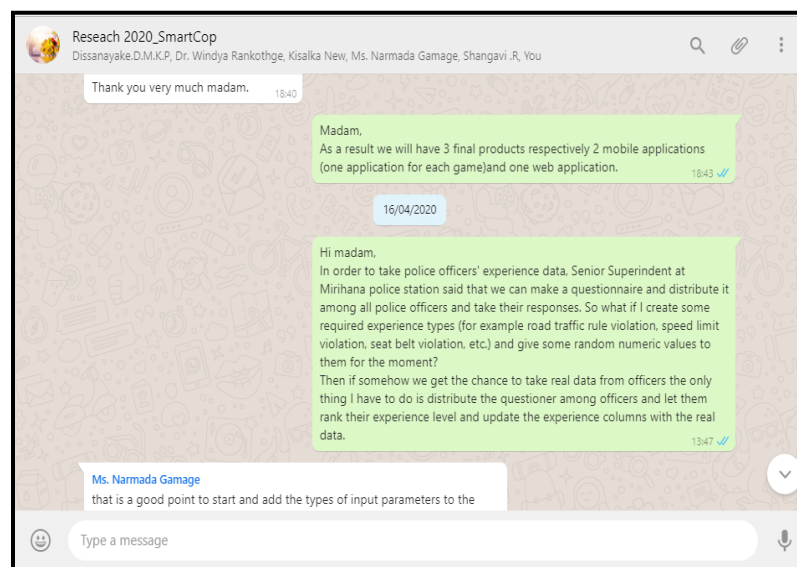 Reseach 2020_SmartCop
Dissanayake.D.M.K.P, Dr. Windya Rankothge, Kisalka New, Ms. Narmada Gamage, Shangavi .R, You
Thank you very much madam.
18:40
Madam,
As a result we will have 3 final products respectively 2 mobile applications
(one application for each game)and one web application.
18:43
16/04/2020
Hi madam,
In order to take police officers' experience data, Senior Superindent at
Mirihana police station said that we can make a questionnaire and distribute it
among all police officers and take their responses. So what if I create some
required experience types (for example road traffic rule violation, speed limit
violation, seat belt violation, etc.) and give some random numeric values to
them for the moment?
Then if somehow we get the chance to take real data from officers the only
thing I have to do is distribute the questioner among officers and let them
rank their experience level and update the experience columns with the real
data.
13:47
Ms. Narmada Gamage
that is a good point to start and add the types of input parameters to the
Type a message